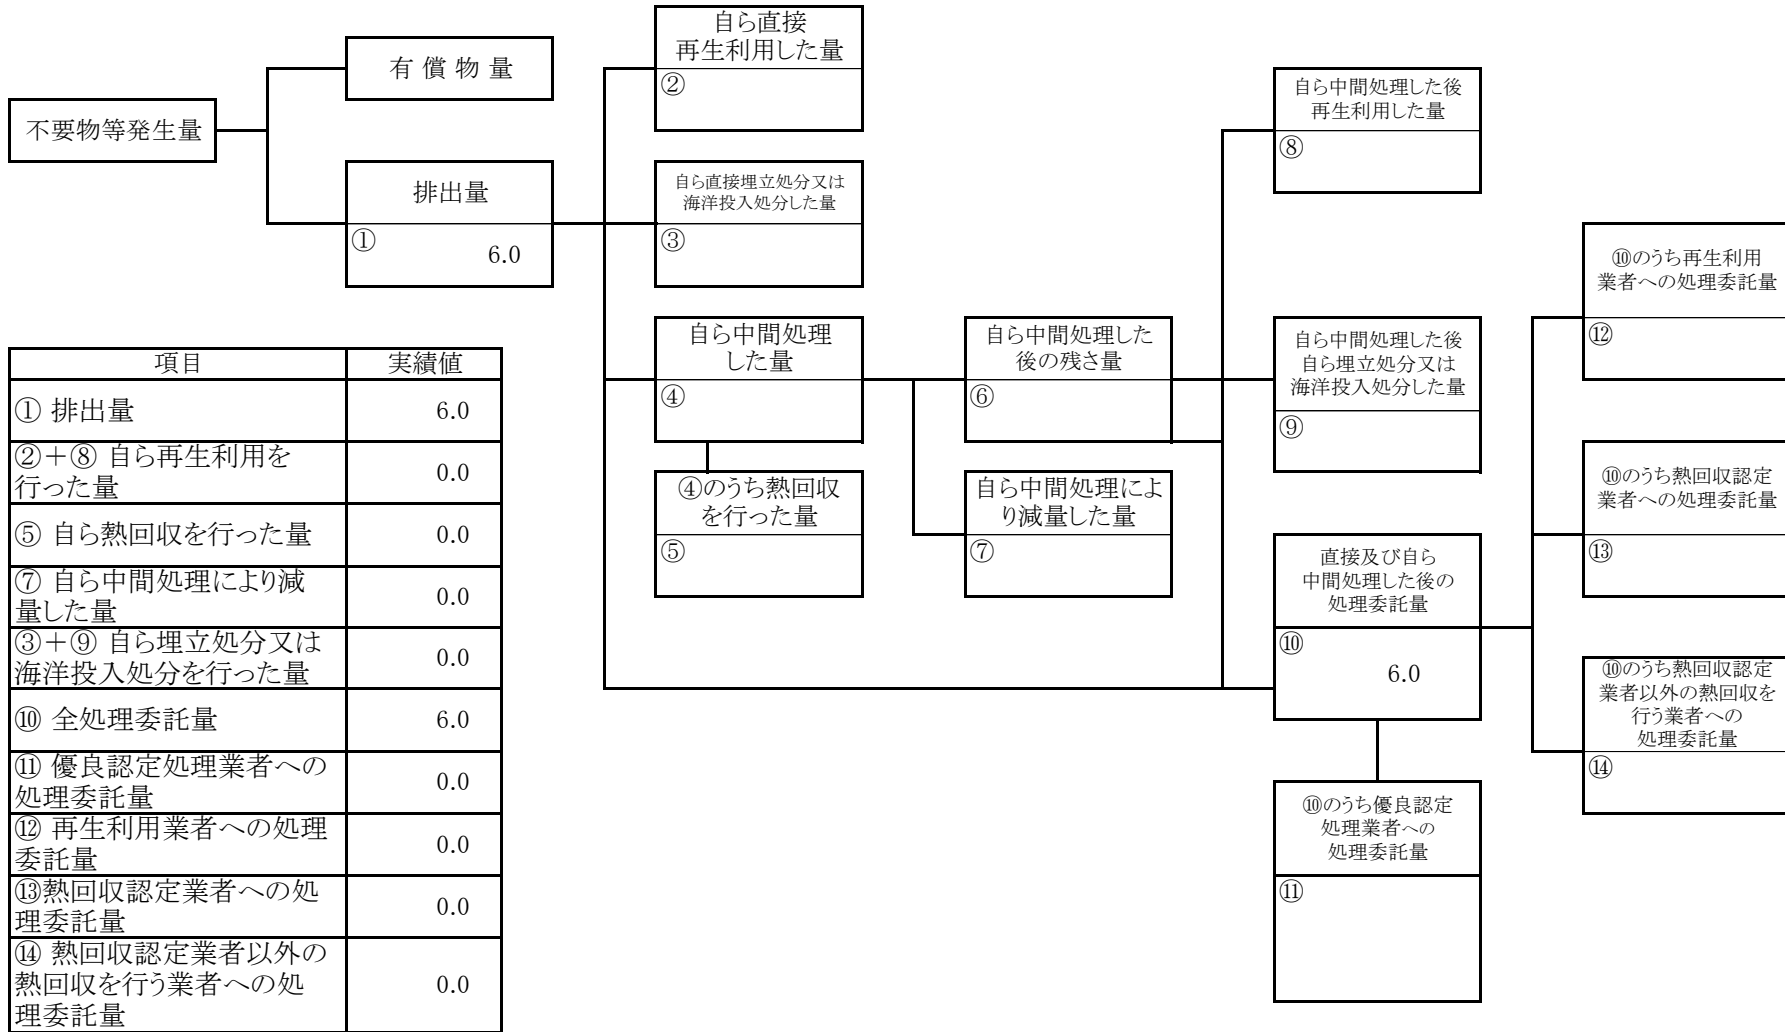 不要物等発生量
有 償 物 量
排出量
①
6.0
自ら直接
再生利用した量
②
自ら直接埋立処分又は
海洋投入処分した量
③
自ら中間処理
した量
④
④のうち熱回収
を行った量
⑤
自ら中間処理した
後の残さ量
⑥
自ら中間処理によ
り減量した量
⑦
自ら中間処理した後
再生利用した量
⑧
自ら中間処理した後
自ら埋立処分又は
海洋投入処分した量
⑨
直接及び自ら
中間処理した後の
処理委託量
⑩
6.0
⑩のうち優良認定
処理業者への
処理委託量
⑪
⑩のうち再生利用
業者への処理委託量
⑫
⑩のうち熱回収認定
業者への処理委託量
⑬
⑩のうち熱回収認定
業者以外の熱回収を
行う業者への
処理委託量
⑭
項目 実績値
① 排出量 6.0
②＋⑧ 自ら再生利用を
行った量 0.0
⑤ 自ら熱回収を行った量 0.0
⑦ 自ら中間処理により減
量した量 0.0
③＋⑨ 自ら埋立処分又は
海洋投入処分を行った量 0.0
⑩ 全処理委託量 6.0
⑪ 優良認定処理業者への
処理委託量 0.0
⑫ 再生利用業者への処理
委託量 0.0
⑬熱回収認定業者への処
理委託量 0.0
⑭ 熱回収認定業者以外の
熱回収を行う業者への処
理委託量 0.0